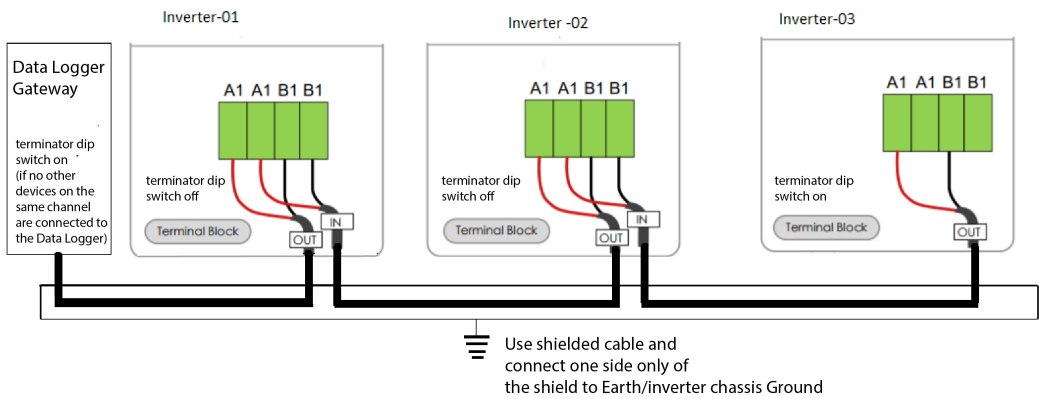 Inverter-01
Inverter -02
Inverter-03
Data Logger
Gateway
terminator dip
switch on
(if no other
devices on the
same channel
are connected to
the Data Logger)
A1 A1 B1 B1
terminator dip
switch off
Terminal Block
IN
OUT
A1 A1 B1 B1
terminator dip
switch off
Terminal Block
IN
OUT
A1 A1 B1 B1
terminator dip
switch on
Terminal Block
OUT
Use shielded cable and
connect one side only of
the shield to Earth/inverter chassis Ground